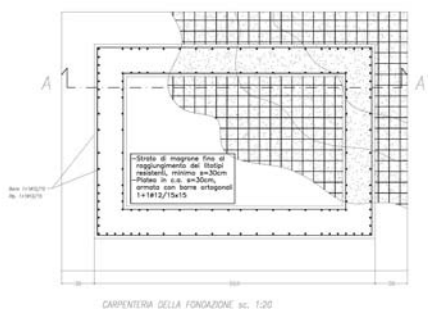 A
A
-Strato di magrone fino al
raggiungimento dei litotipi
resistenti, minimo s=30cm
-Platea in c.a. s=30cm,
armata con barre ortogonali
1+1ø12/15x15
CARPENTERIA DELLA FONDAZIONE sc. 1:20